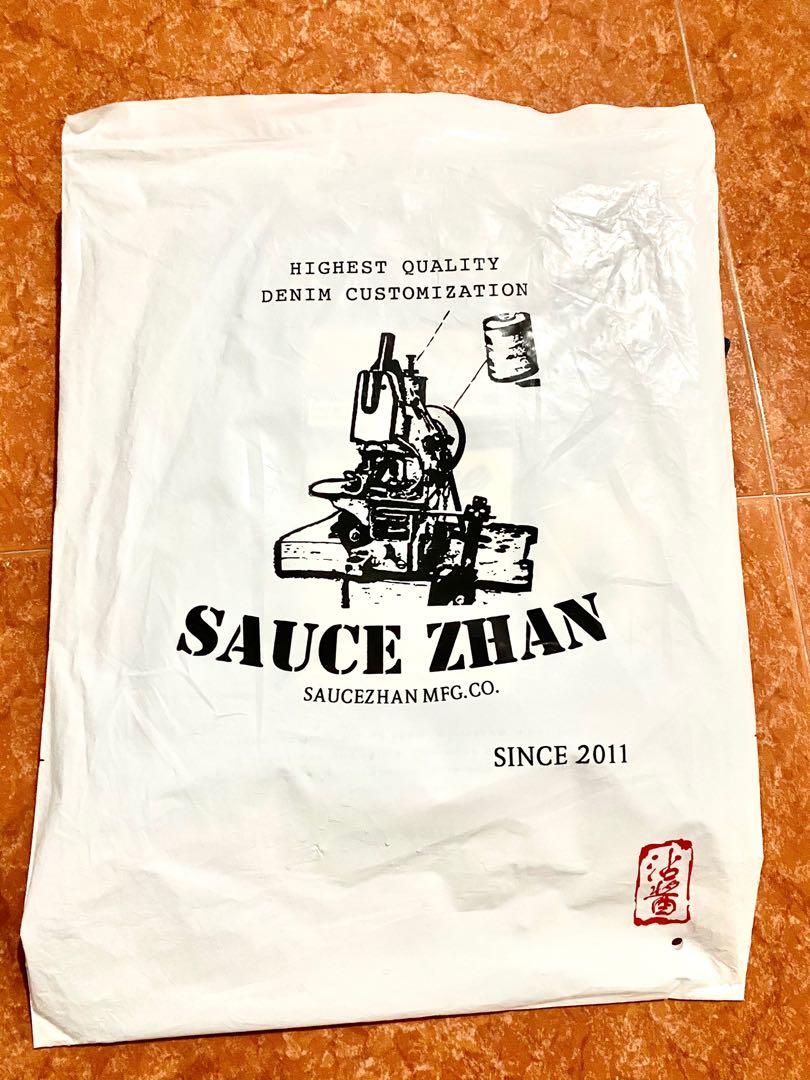 HIGHEST QUALITY
DENIM CUSTOMIZATION
SAUCE ZHAN
SAUCEZHAN MFG.CO.
SINCE 2011
沾醬